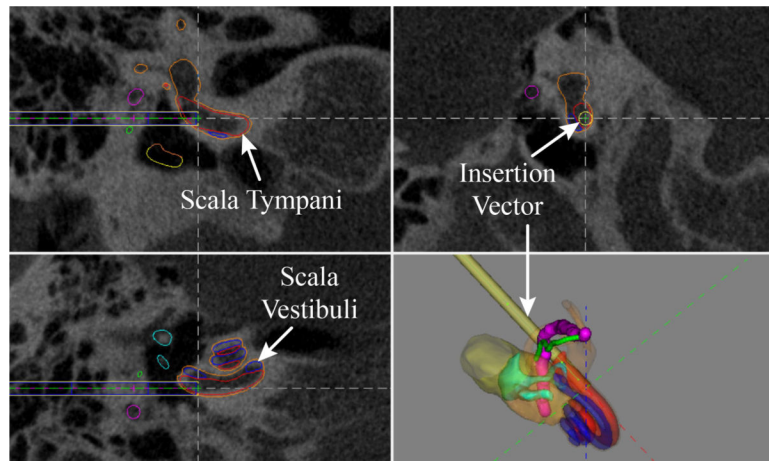 Scala Tympani
Insertion
Vector
Scala
Vestibuli